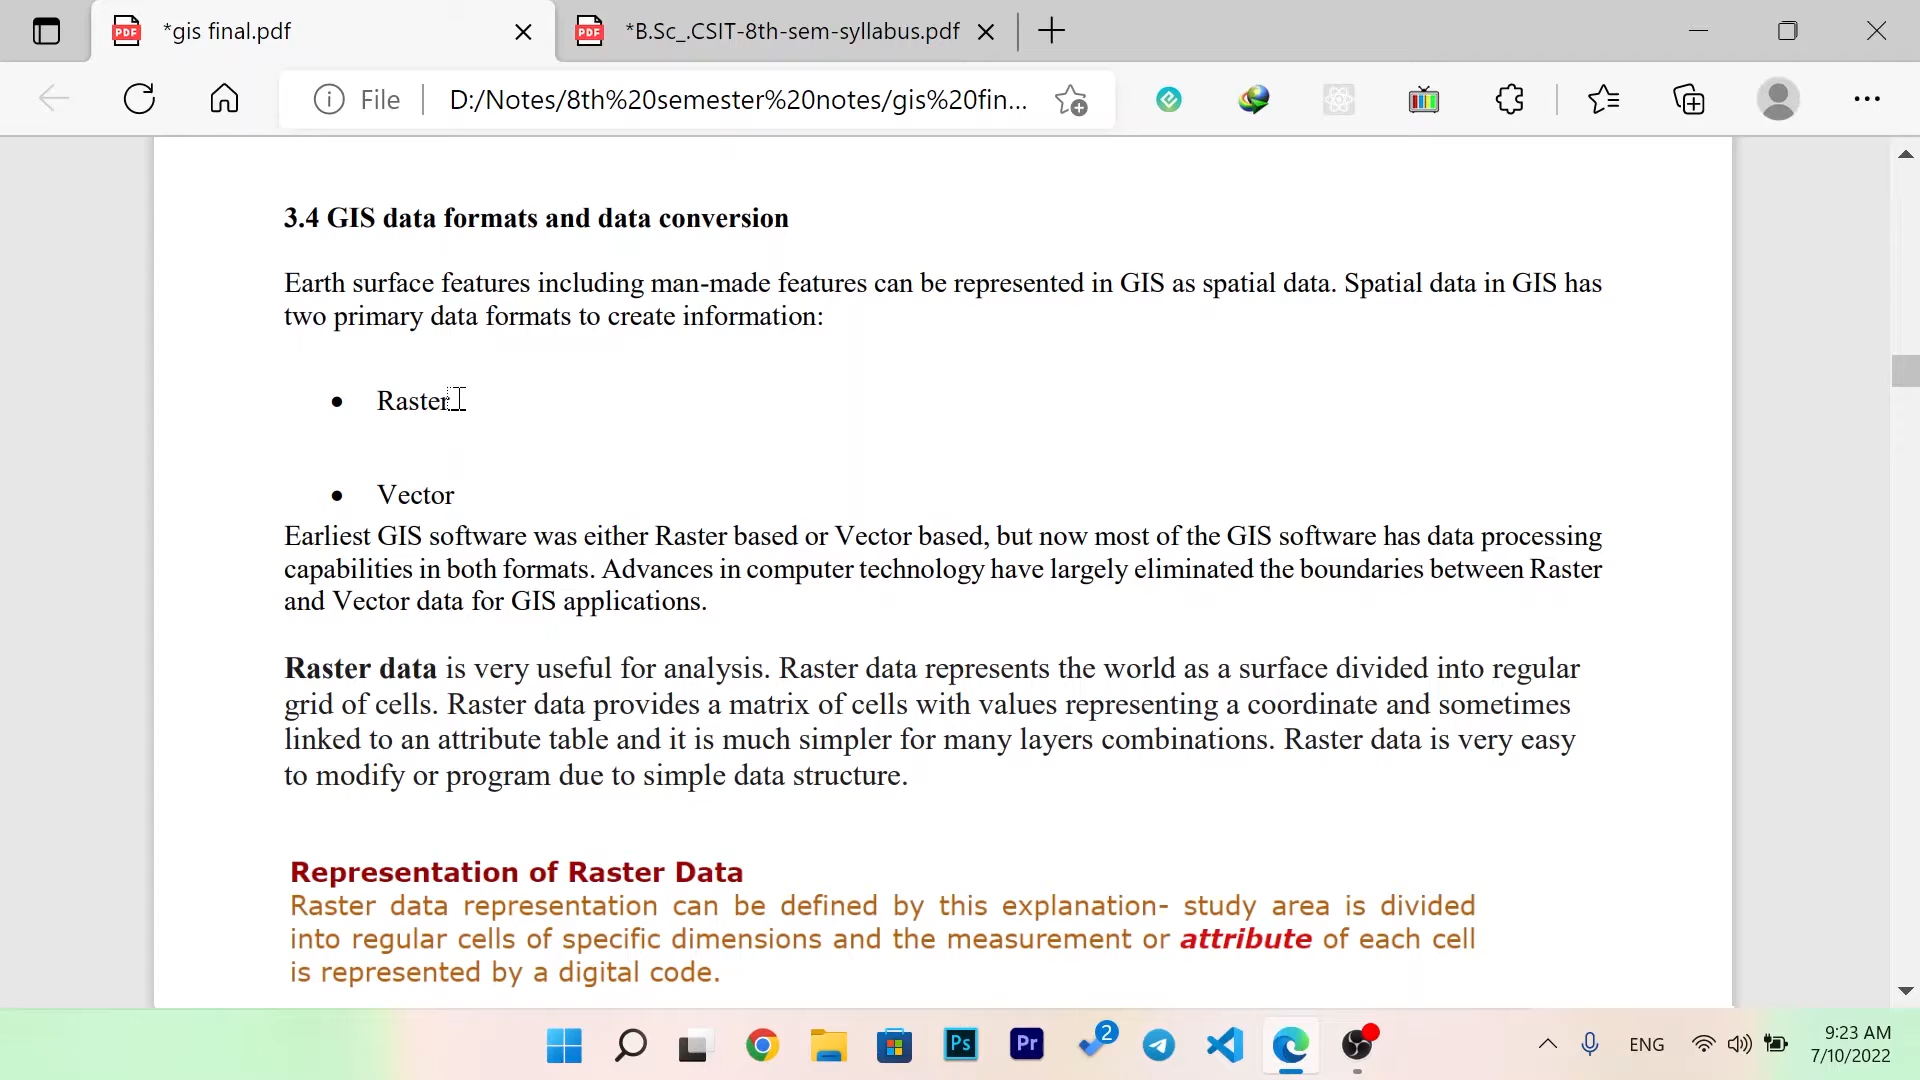 *gis final.pdf
*B.Sc_.CSIT-8th-sem-syllabus.pdf
File
D:/Notes/8th%20semester%20notes/gis%20fin...
3.4 GIS data formats and data conversion
Earth surface features including man-made features can be represented in GIS as spatial data. Spatial data in GIS has
two primary data formats to create information:
• Raster
• Vector
Earliest GIS software was either Raster based or Vector based, but now most of the GIS software has data processing
capabilities in both formats. Advances in computer technology have largely eliminated the boundaries between Raster
and Vector data for GIS applications.
Raster data is very useful for analysis. Raster data represents the world as a surface divided into regular
grid of cells. Raster data provides a matrix of cells with values representing a coordinate and sometimes
linked to an attribute table and it is much simpler for many layers combinations. Raster data is very easy
to modify or program due to simple data structure.
Representation of Raster Data
Raster data representation can be defined by this explanation- study area is divided
into regular cells of specific dimensions and the measurement or attribute of each cell
is represented by a digital code.
PDF
PDF
Ps
Pr
2
ENG
9:23 AM
7/10/2022